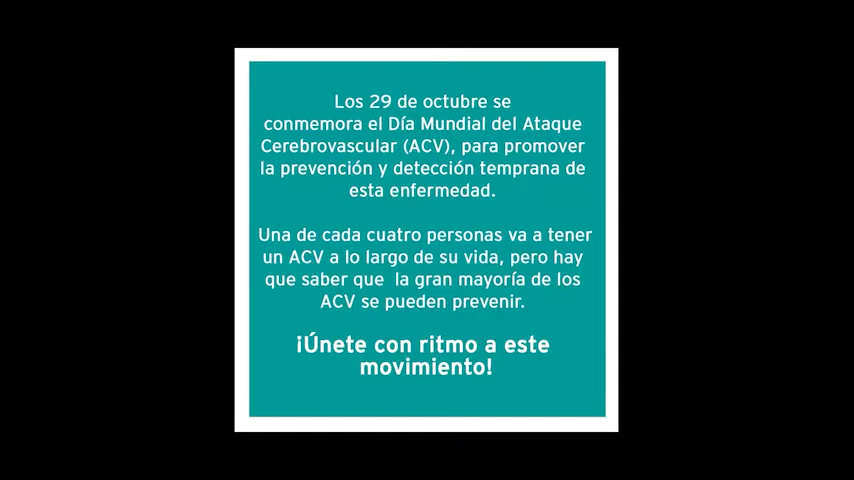 Los 29 de octubre se
conmemora el Día Mundial del Ataque
Cerebrovascular (ACV), para promover
la prevención y detección temprana de
esta enfermedad.
Una de cada cuatro personas va a tener
un ACV a lo largo de su vida, pero hay
que saber que  la gran mayoría de los
ACV se pueden prevenir.
¡Únete con ritmo a este
movimiento!